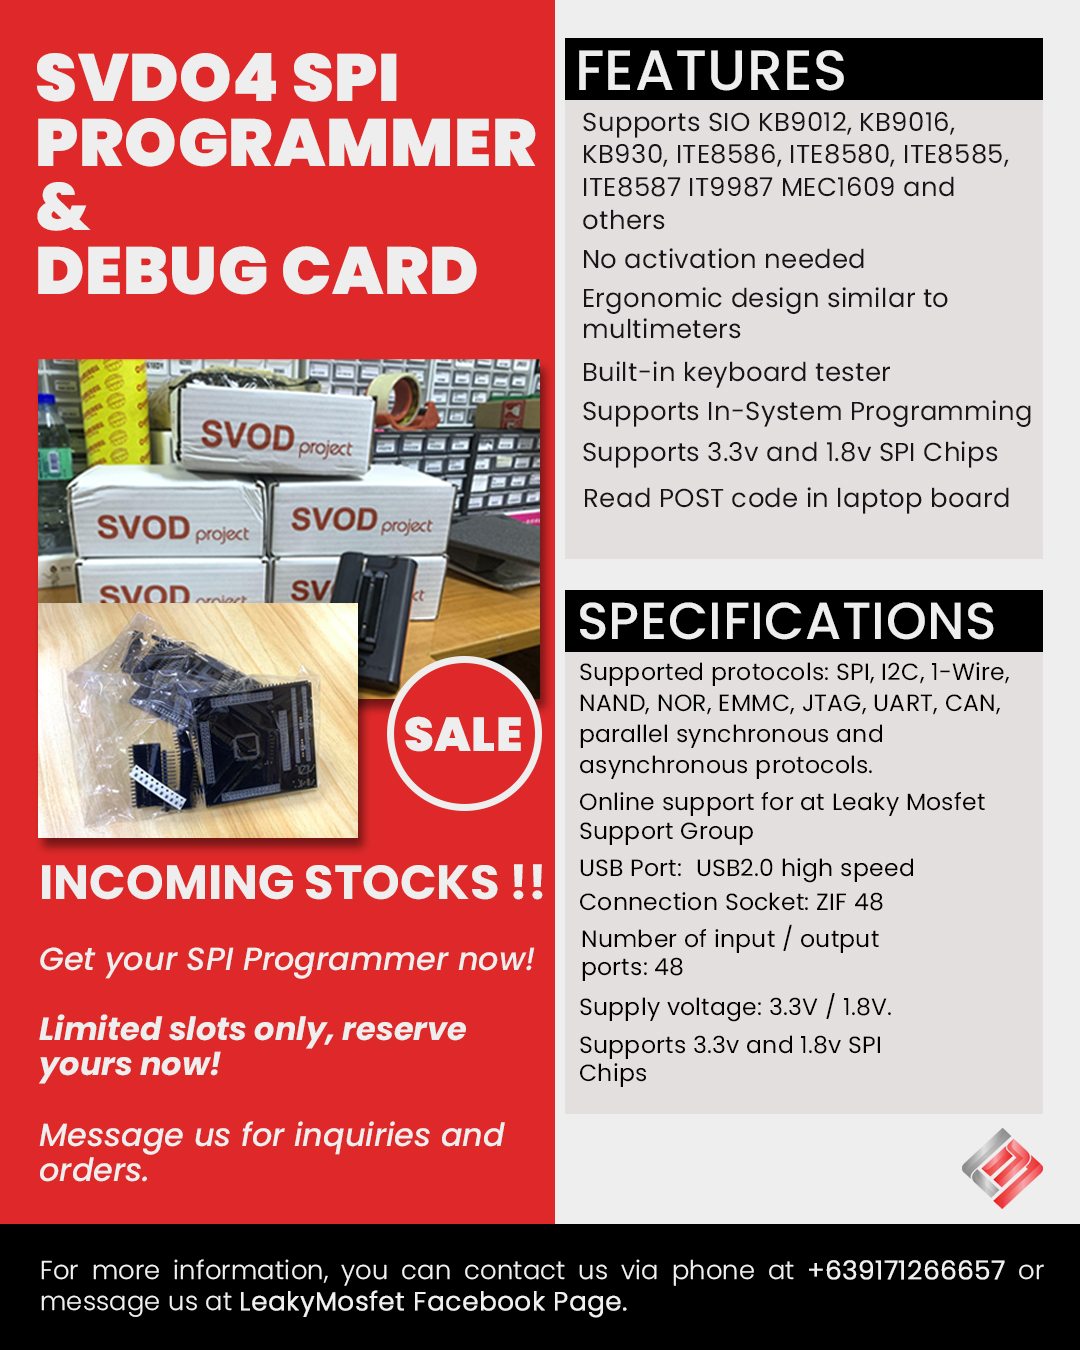 SVDO4 SPI
PROGRAMMER
&
DEBUG CARD
SVOD project
SVOD project
SVOD project
SVOD project
SV ct
SALE
INCOMING STOCKS !!
Get your SPI Programmer now!
Limited slots only, reserve
yours now!
Message us for inquiries and
orders.
FEATURES
Supports SIO KB9012, KB9016,
KB930, ITE8586, ITE8580, ITE8585,
ITE8587 IT9987 MEC1609 and
others
No activation needed
Ergonomic design similar to
multimeters
Built-in keyboard tester
Supports In-System Programming
Supports 3.3v and 1.8v SPI Chips
Read POST code in laptop board
SPECIFICATIONS
Supported protocols: SPI, I2C, 1-Wire,
NAND, NOR, EMMC, JTAG, UART, CAN,
parallel synchronous and
asynchronous protocols.
Online support for at Leaky Mosfet
Support Group
USB Port: USB2.0 high speed
Connection Socket: ZIF 48
Number of input / output
ports: 48
Supply voltage: 3.3V / 1.8V.
Supports 3.3v and 1.8v SPI
Chips
For more information, you can contact us via phone at +639171266657 or
message us at LeakyMosfet Facebook Page.